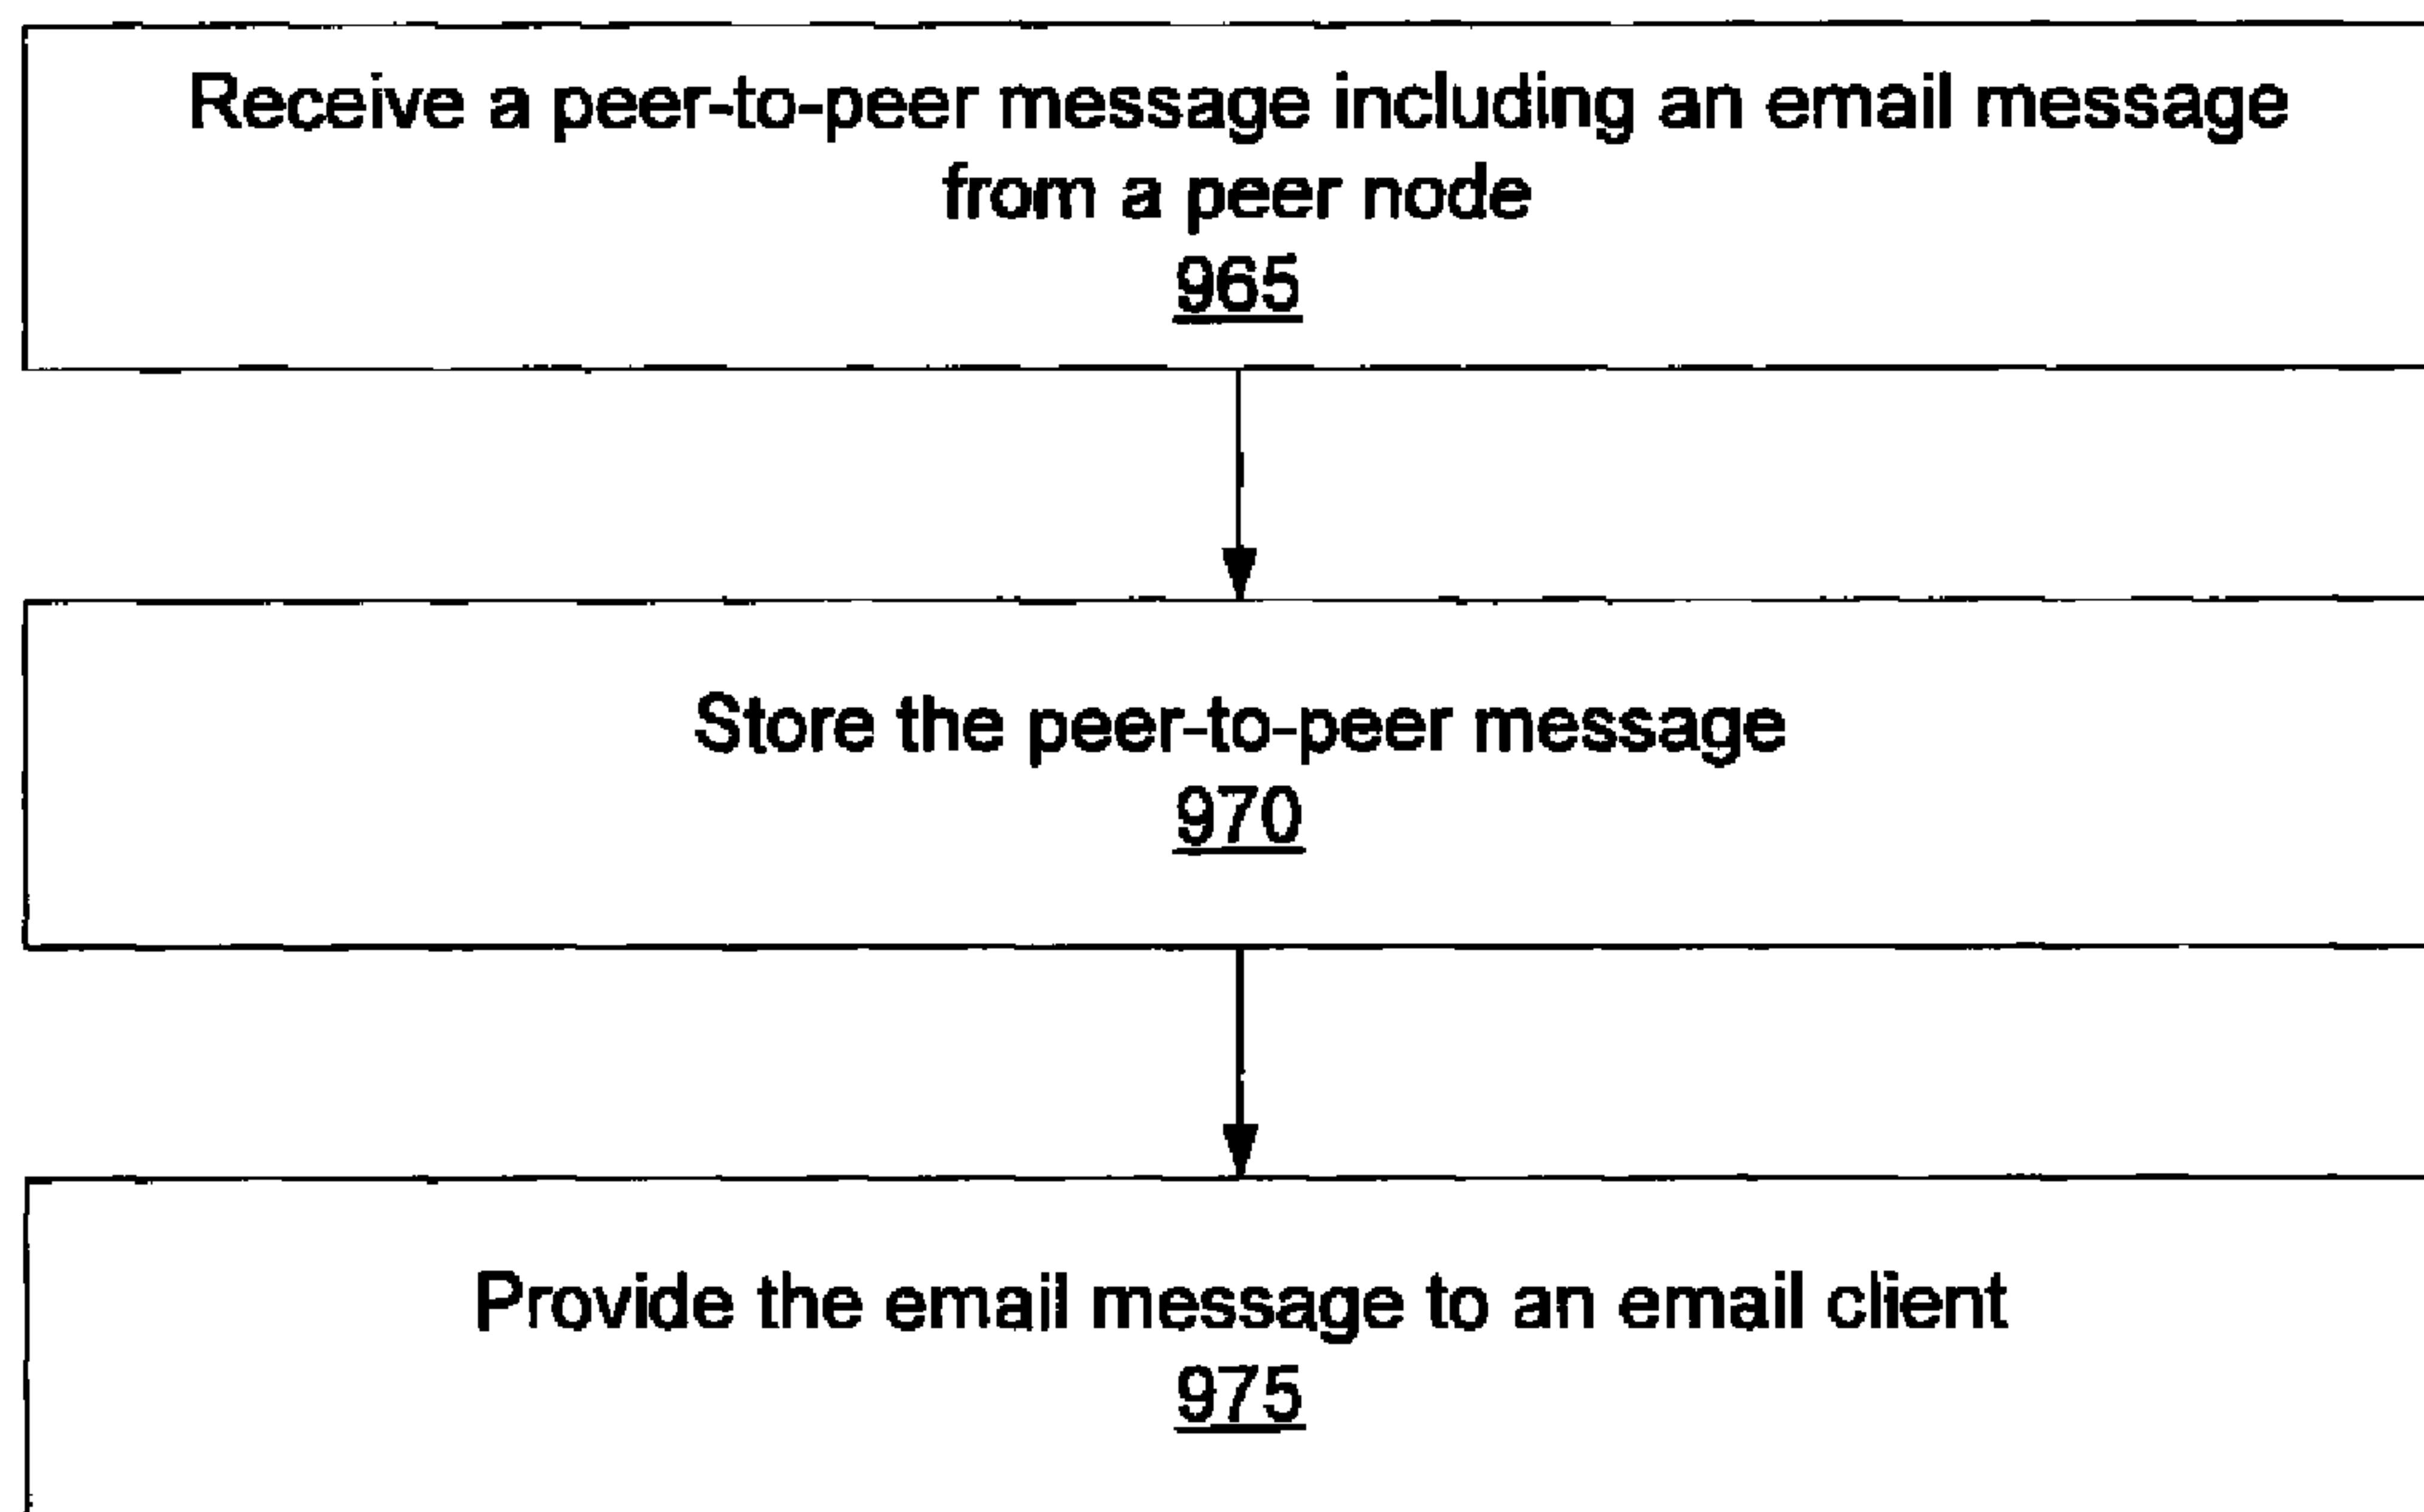 Receive a peer-to-peer message including an email message
from a peer node
965
Store the peer-to-peer message
970
Provide the email message to an email client
975